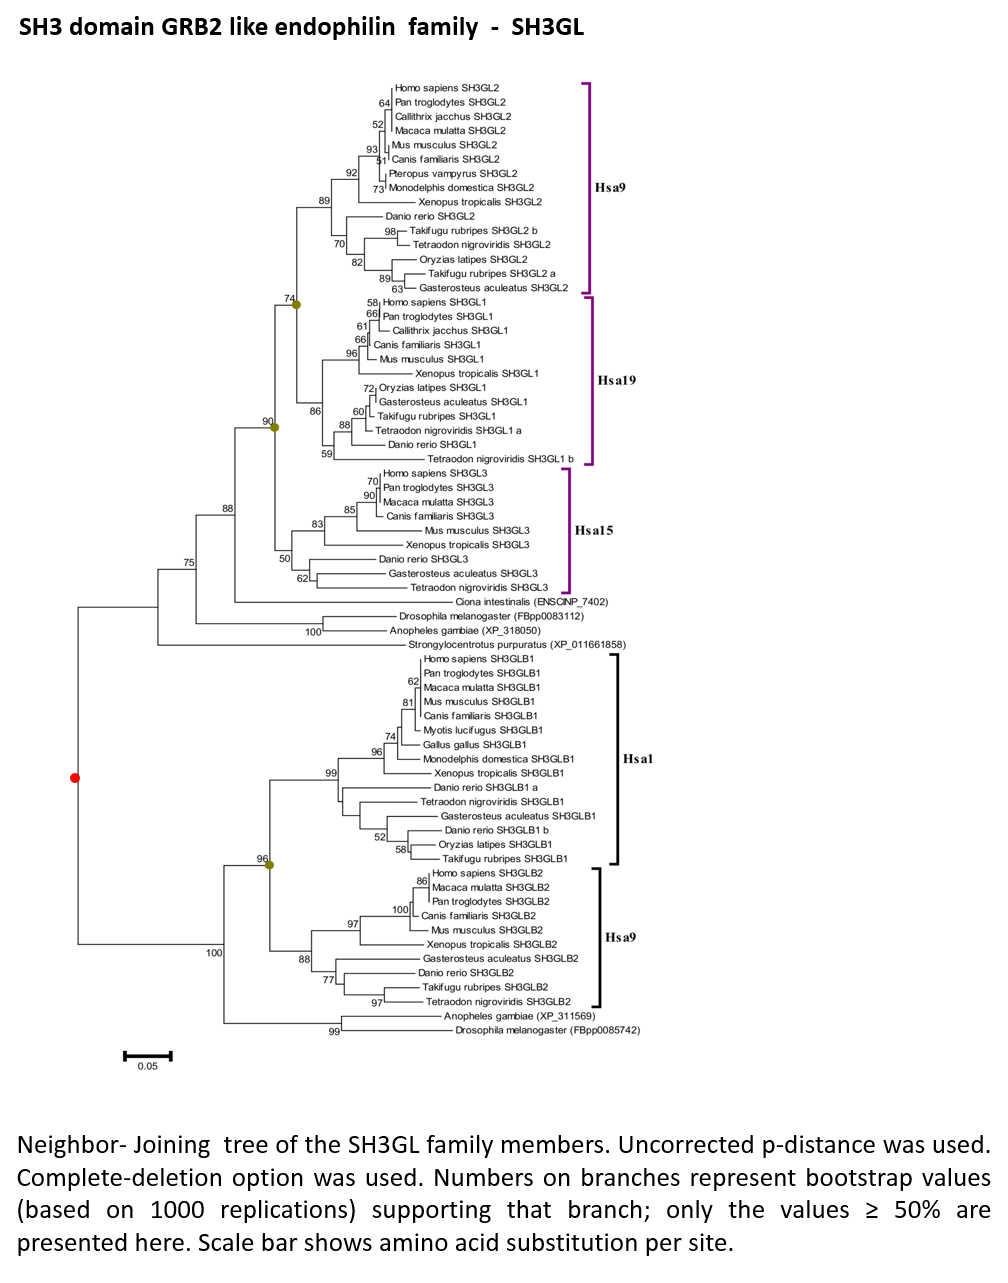 SH3 domain GRB2 like endophilin family - SH3GL
Homo sapiens SH3GL2
64
Pan troglodytes SH3GL2
Callithrix jacchus SH3GL2
52
Macaca mulatta SH3GL2
Mus musculus SH3GL2
93
51
Canis familiaris SH3GL2
92
Pteropus vampyrus SH3GL2
73
Monodelphis domestica SH3GL2
Hsa9
89
Xenopus tropicalis SH3GL2
Danio rerio SH3GL2
98
Takifugu rubripes SH3GL2 b
70
Tetraodon nigroviridis SH3GL2
82
Oryzias latipes SH3GL2
89
Takifugu rubripes SH3GL2 a
63
Gasterosteus aculeatus SH3GL2
74
58
Homo sapiens SH3GL1
66
Pan troglodytes SH3GL1
61
Callithrix jacchus SH3GL1
66
Canis familiaris SH3GL1
96
Mus musculus SH3GL1
Xenopus tropicalis SH3GL1
Hsa19
72
Oryzias latipes SH3GL1
Gasterosteus aculeatus SH3GL1
86
60
Takifugu rubripes SH3GL1
88
Tetraodon nigroviridis SH3GL1 a
90
Danio rerio SH3GL1
59
Tetraodon nigroviridis SH3GL1 b
Homo sapiens SH3GL3
70
Pan troglodytes SH3GL3
90
Macaca mulatta SH3GL3
88
85
Canis familiaris SH3GL3
83
Mus musculus SH3GL3
Hsa15
Xenopus tropicalis SH3GL3
50
Danio rerio SH3GL3
75
62
Gasterosteus aculeatus SH3GL3
Tetraodon nigroviridis SH3GL3
Ciona intestinalis (ENSCINP_7402)
Drosophila melanogaster (FBpp0083112)
100
Anopheles gambiae (XP_318050)
Strongylocentrotus purpuratus (XP_011661858)
Homo sapiens SH3GLB1
Pan troglodytes SH3GLB1
62
Macaca mulatta SH3GLB1
81
Mus musculus SH3GLB1
Canis familiaris SH3GLB1
Myotis lucifugus SH3GLB1
74
Gallus gallus SH3GLB1
96
Monodelphis domestica SH3GLB1
Hsa1
99
Xenopus tropicalis SH3GLB1
Danio rerio SH3GLB1 a
Tetraodon nigroviridis SH3GLB1
Gasterosteus aculeatus SH3GLB1
52
Danio rerio SH3GLB1 b
58
Oryzias latipes SH3GLB1
96
Takifugu rubripes SH3GLB1
Homo sapiens SH3GLB2
86
Macaca mulatta SH3GLB2
Pan troglodytes SH3GLB2
100
Canis familiaris SH3GLB2
97
Mus musculus SH3GLB2
Hsa9
Xenopus tropicalis SH3GLB2
100
88
Gasterosteus aculeatus SH3GLB2
77
Danio rerio SH3GLB2
Takifugu rubripes SH3GLB2
97
Tetraodon nigroviridis SH3GLB2
Anopheles gambiae (XP_311569)
99
Drosophila melanogaster (FBpp0085742)
0.05
Neighbor- Joining tree of the SH3GL family members. Uncorrected p-distance was used.
Complete-deletion option was used. Numbers on branches represent bootstrap values
(based on 1000 replications) supporting that branch; only the values ≥ 50% are
presented here. Scale bar shows amino acid substitution per site.